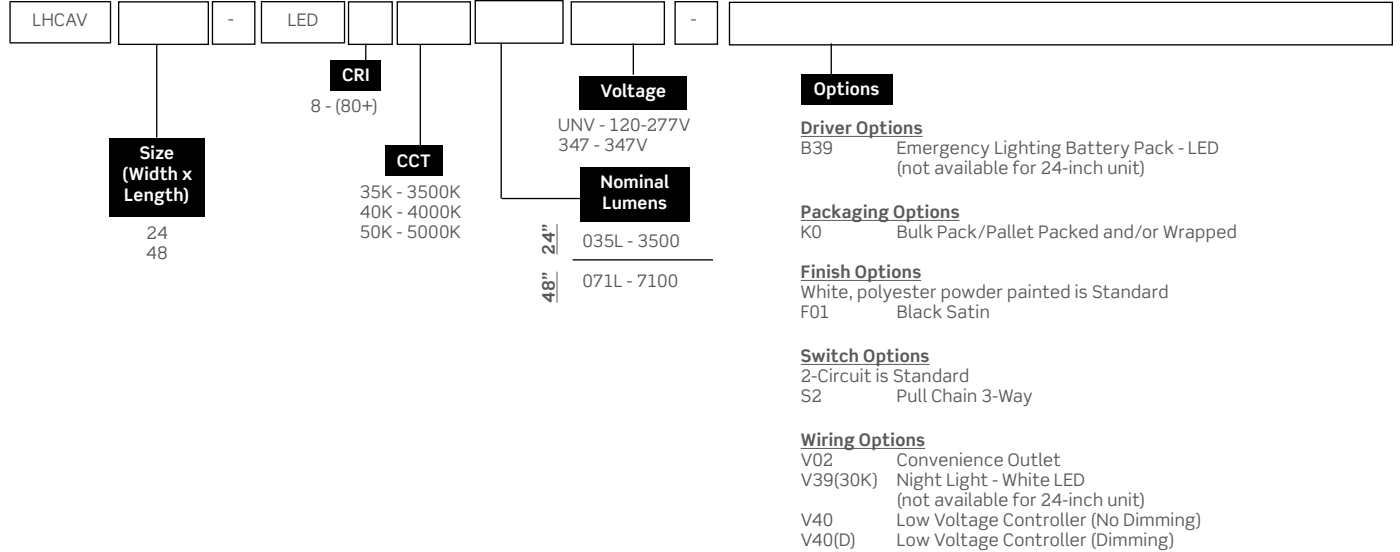 LHCAV - LED -
CRI
8 - (80+)
Size
(Width x
Length)
24
48
CCT
35K - 3500K
40K - 4000K
50K - 5000K
Voltage
UNV - 120-277V
347 - 347V
Nominal
Lumens
24" 035L - 3500
48" 071L - 7100
Options
Driver Options
B39 Emergency Lighting Battery Pack - LED
(not available for 24-inch unit)
Packaging Options
K0 Bulk Pack/Pallet Packed and/or Wrapped
Finish Options
White, polyester powder painted is Standard
F01 Black Satin
Switch Options
2-Circuit is Standard
S2 Pull Chain 3-Way
Wiring Options
V02 Convenience Outlet
V39(30K) Night Light - White LED
(not available for 24-inch unit)
V40 Low Voltage Controller (No Dimming)
V40(D) Low Voltage Controller (Dimming)